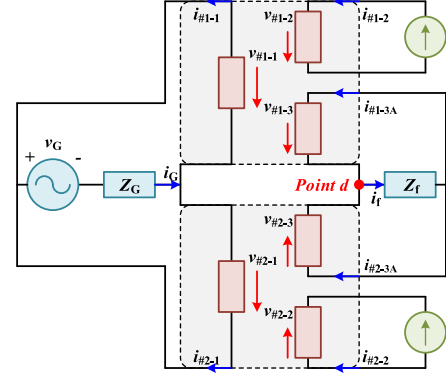 i#1-1
v#1-2
i#1-2
v#1-1
v#1-3
i#1-3A
vG
+ -
ZG
iG
Point d
if
Zf
v#2-3
v#2-1
i#2-3A
v#2-2
i#2-1
i#2-2